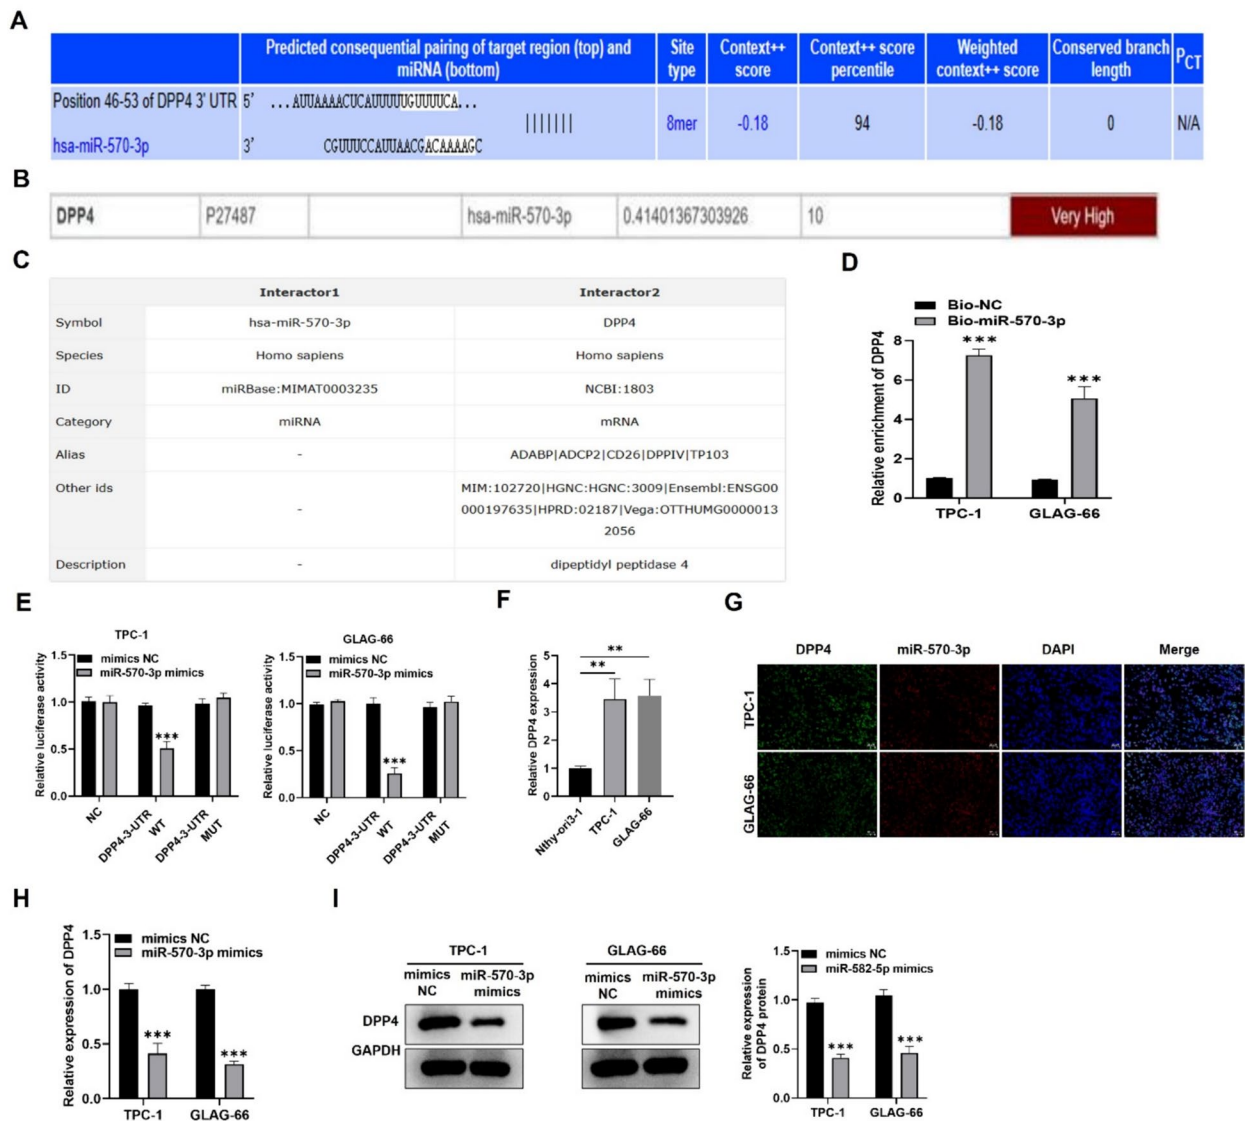 A
Predicted consequential pairing of target region (top) and miRNA (bottom)
Site type
Context++ score
Context++ score percentile
Weighted context++ score
Conserved branch length
PCT
Position 46-53 of DPP4 3' UTR 5' ...AUUAAAACUCAUUUUUGUUUUCA... 8mer -0.18 94 -0.18 0 N/A
hsa-miR-570-3p 3' CGUUUCCAUUAACGACAAAAGC
B
DPP4 P27487 hsa-miR-570-3p 0.41401367303926 10 Very High
C
Interactor1 Interactor2
Symbol hsa-miR-570-3p DPP4
Species Homo sapiens Homo sapiens
ID miRBase:MIMAT0003235 NCBI:1803
Category miRNA mRNA
Alias - ADABP|ADCP2|CD26|DPPIV|TP103
Other ids - MIM:102720|HGNC:HGNC:3009|Ensembl:ENSG00
000197635|HPRD:02187|Vega:OTTHUMG0000013
2056
Description - dipeptidyl peptidase 4
D
Bio-NC
Bio-miR-570-3p
Relative enrichment of DPP4
8
6
4
2
0
***
***
TPC-1 GLAG-66
E
TPC-1
mimics NC
miR-570-3p mimics
Relative luciferase activity
1.5
1.0
0.5
0.0
***
NC
DPP4-3-UTR WT
DPP4-3-UTR MUT
GLAG-66
mimics NC
miR-570-3p mimics
Relative luciferase activity
1.5
1.0
0.5
0.0
***
NC
DPP4-3-UTR WT
DPP4-3-UTR MUT
F
Relative DPP4 expression
5
4
3
2
1
0
**
**
Nthy-ori3-1
TPC-1
GLAG-66
G
DPP4 miR-570-3p DAPI Merge
TPC-1
GLAG-66
H
mimics NC
miR-570-3p mimics
Relative expression of DPP4
1.5
1.0
0.5
0.0
***
***
TPC-1 GLAG-66
I
TPC-1
mimics NC
miR-570-3p mimics
GLAG-66
mimics NC
miR-570-3p mimics
DPP4
GAPDH
mimics NC
miR-582-5p mimics
Relative expression
of DPP4 protein
1.5
1.0
0.5
0.0
***
***
TPC-1 GLAG-66